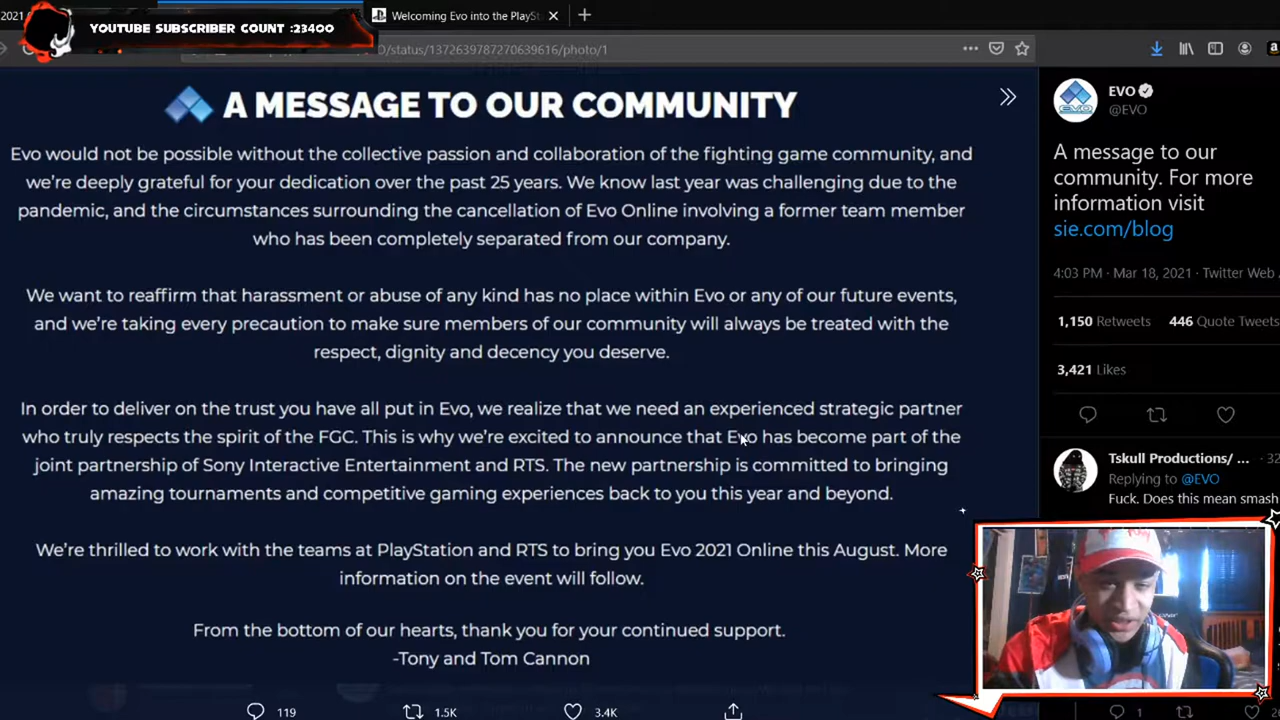 2021
Welcoming Evo into the PlaySt
YOUTUBE SUBSCRIBER COUNT :23400
/status/1372639787270639616/photo/1
A MESSAGE TO OUR COMMUNITY
Evo would not be possible without the collective passion and collaboration of the fighting game community, and
we're deeply grateful for your dedication over the past 25 years. We know last year was challenging due to the
pandemic, and the circumstances surrounding the cancellation of Evo Online involving a former team member
who has been completely separated from our company.
We want to reaffirm that harassment or abuse of any kind has no place within Evo or any of our future events,
and we're taking every precaution to make sure members of our community will always be treated with the
respect, dignity and decency you deserve.
In order to deliver on the trust you have all put in Evo, we realize that we need an experienced strategic partner
who truly respects the spirit of the FGC. This is why we're excited to announce that Evo has become part of the
joint partnership of Sony Interactive Entertainment and RTS. The new partnership is committed to bringing
amazing tournaments and competitive gaming experiences back to you this year and beyond.
We're thrilled to work with the teams at PlayStation and RTS to bring you Evo 2021 Online this August. More
information on the event will follow.
From the bottom of our hearts, thank you for your continued support.
-Tony and Tom Cannon
119
1.5K
3.4K
EVO
@EVO
A message to our
community. For more
information visit
sie.com/blog
4:03 PM · Mar 18, 2021 · Twitter Web
1,150 Retweets 446 Quote Tweets
3,421 Likes
Tskull Productions/ ... · 32
Replying to @EVO
Fuck. Does this mean smash
1